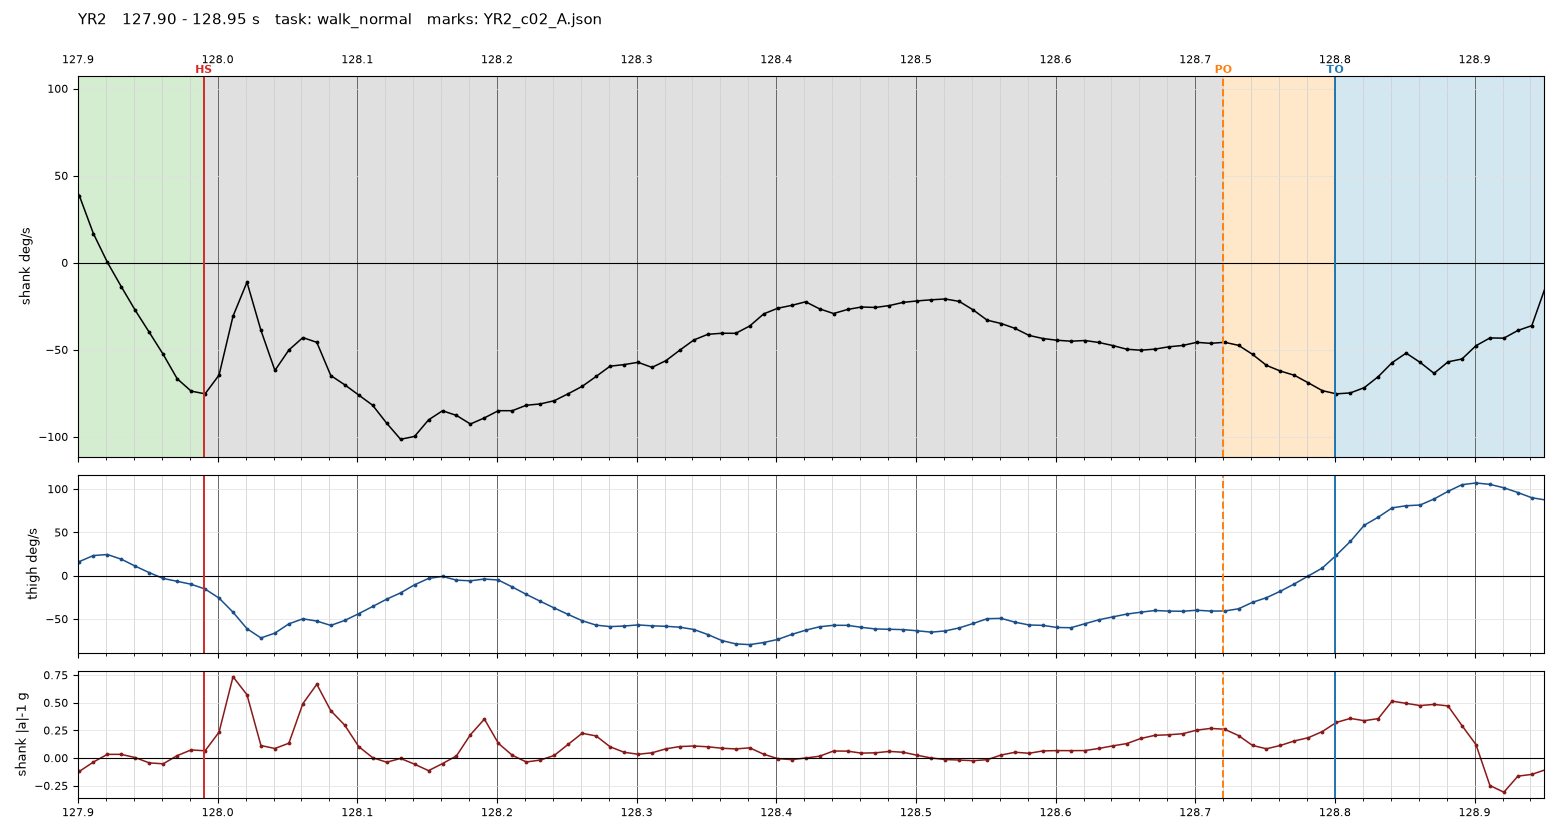 YR2   127.90 - 128.95 s   task: walk_normal   marks: YR2_c02_A.json
127.9 128.0 128.1 128.2 128.3 128.4 128.5 128.6 128.7 128.8 128.9
HS PO TO
100
50
0
−50
−100
shank deg/s
100
50
0
−50
thigh deg/s
0.75
0.50
0.25
0.00
−0.25
shank |a|-1 g
127.9 128.0 128.1 128.2 128.3 128.4 128.5 128.6 128.7 128.8 128.9